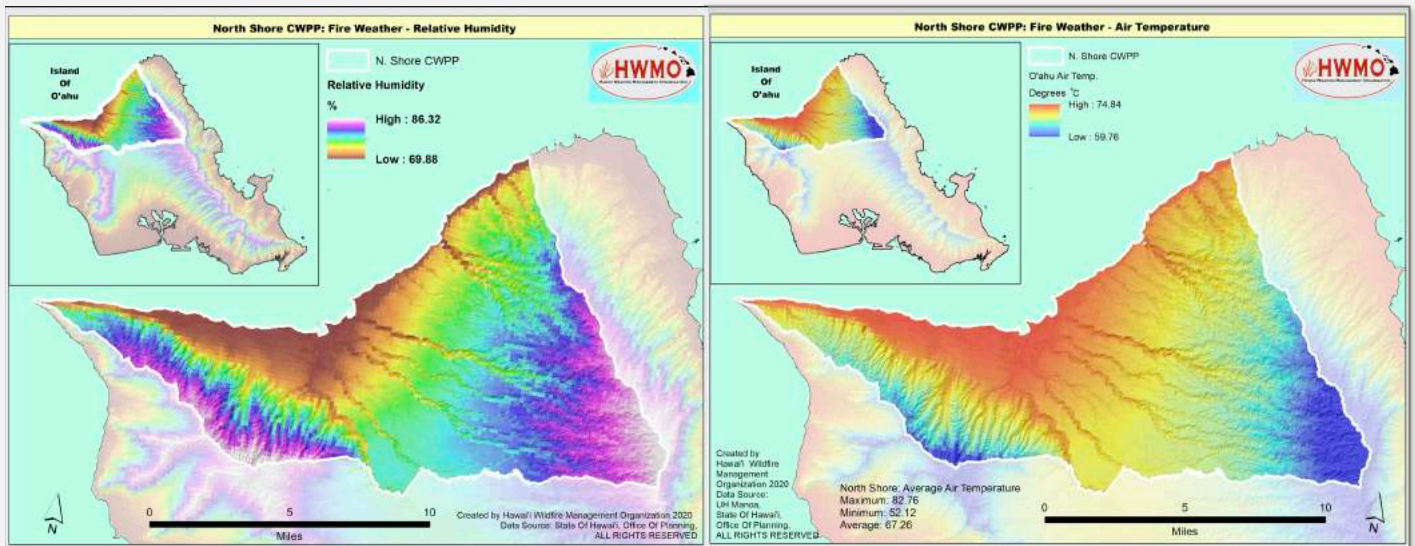 North Shore CWPP: Fire Weather - Relative Humidity
Island
Of
O'ahu
N. Shore CWPP
Relative Humidity
%
High : 86.32
Low : 69.88
HWMO
N
0 5 10
Miles
Created by Hawai'i Wildfire Management Organization 2020
Data Source: State Of Hawai'i, Office Of Planning,
ALL RIGHTS RESERVED
North Shore CWPP: Fire Weather - Air Temperature
Island
Of
O'ahu
N. Shore CWPP
O'ahu Air Temp.
Degrees °C
High : 74.84
Low : 59.76
HWMO
Created by
Hawai'i Wildfire
Management
Organization 2020
Data Source:
UH Manoa,
State Of Hawai'i,
Office Of Planning,
ALL RIGHTS RESERVED
North Shore: Average Air Temperature
Maximum: 82.76
Minimum: 52.12
Average: 67.26
0 5 10
Miles
N